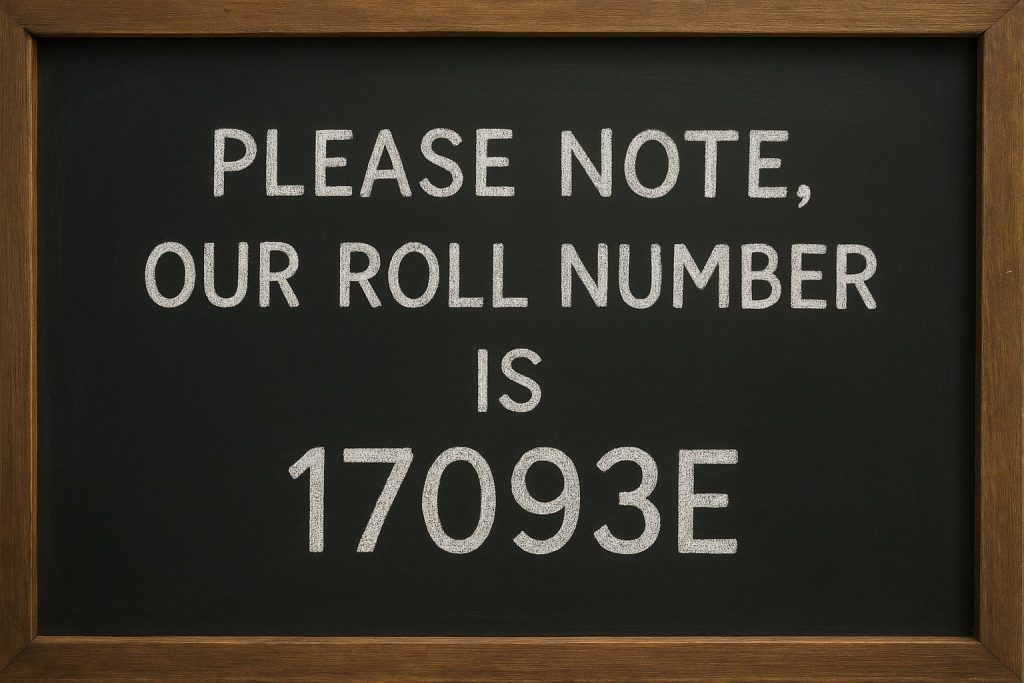 PLEASE NOTE,
OUR ROLL NUMBER
IS
17093E